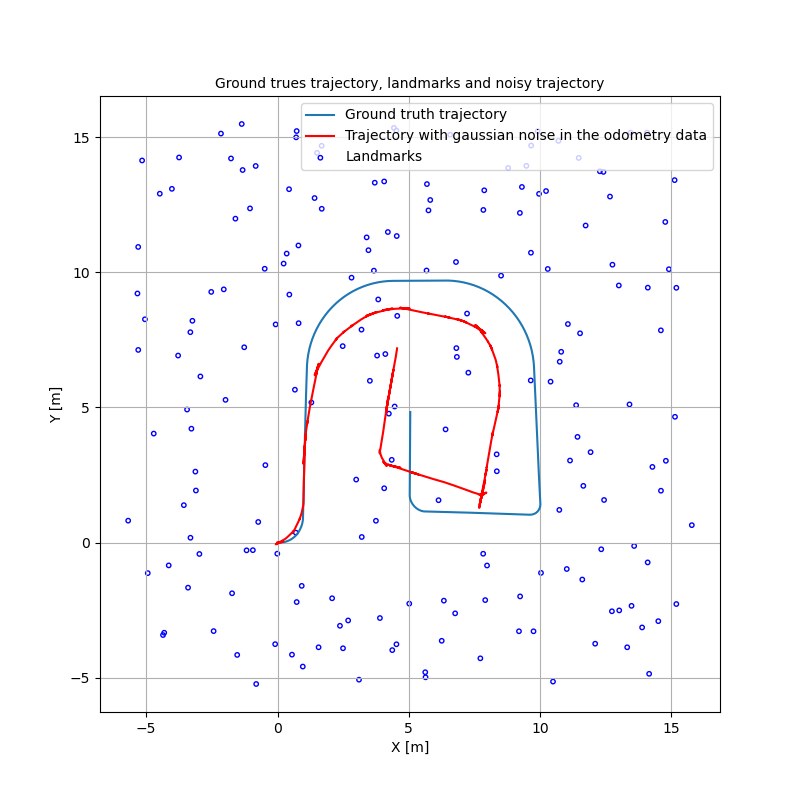 Ground trues trajectory, landmarks and noisy trajectory
Ground truth trajectory
Trajectory with gaussian noise in the odometry data
Landmarks
15
10
5
0
−5
Y [m]
−5 0 5 10 15
X [m]